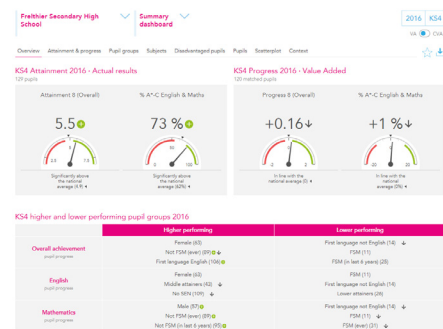 Freithier Secondary High School
Summary dashboard
2016 KS4
VA CVA
Overview Attainment & progress Pupil groups Subjects Disadvantaged pupils Pupils Scatterplot Context
KS4 Attainment 2016 - Actual results
129 pupils
KS4 Progress 2016 - Value Added
120 matched pupils
Attainment 8 (Overall)
% A*-C English & Maths
Progress 8 (Overall)
% A*-C English & Maths
5.5
73 %
+0.16
+1 %
Significantly above the national average (4.9)
Significantly above the national average (62%)
In line with the national average (0)
In line with the national average (0%)
KS4 higher and lower performing pupil groups 2016
Higher performing Lower performing
Overall achievement
pupil progress
Female (63)
Not FSM (ever) (89)
First language English (106)
First language not English (14)
FSM (11)
FSM (in last 6 years) (28)
English
pupil progress
Female (63)
Middle attainers (43)
No SEN (109)
FSM (11)
First language not English (14)
Lower attainers (26)
Mathematics
pupil progress
Male (57)
Not FSM (ever) (89)
Not FSM (in last 6 years) (92)
First language not English (14)
FSM (11)
FSM (ever) (31)